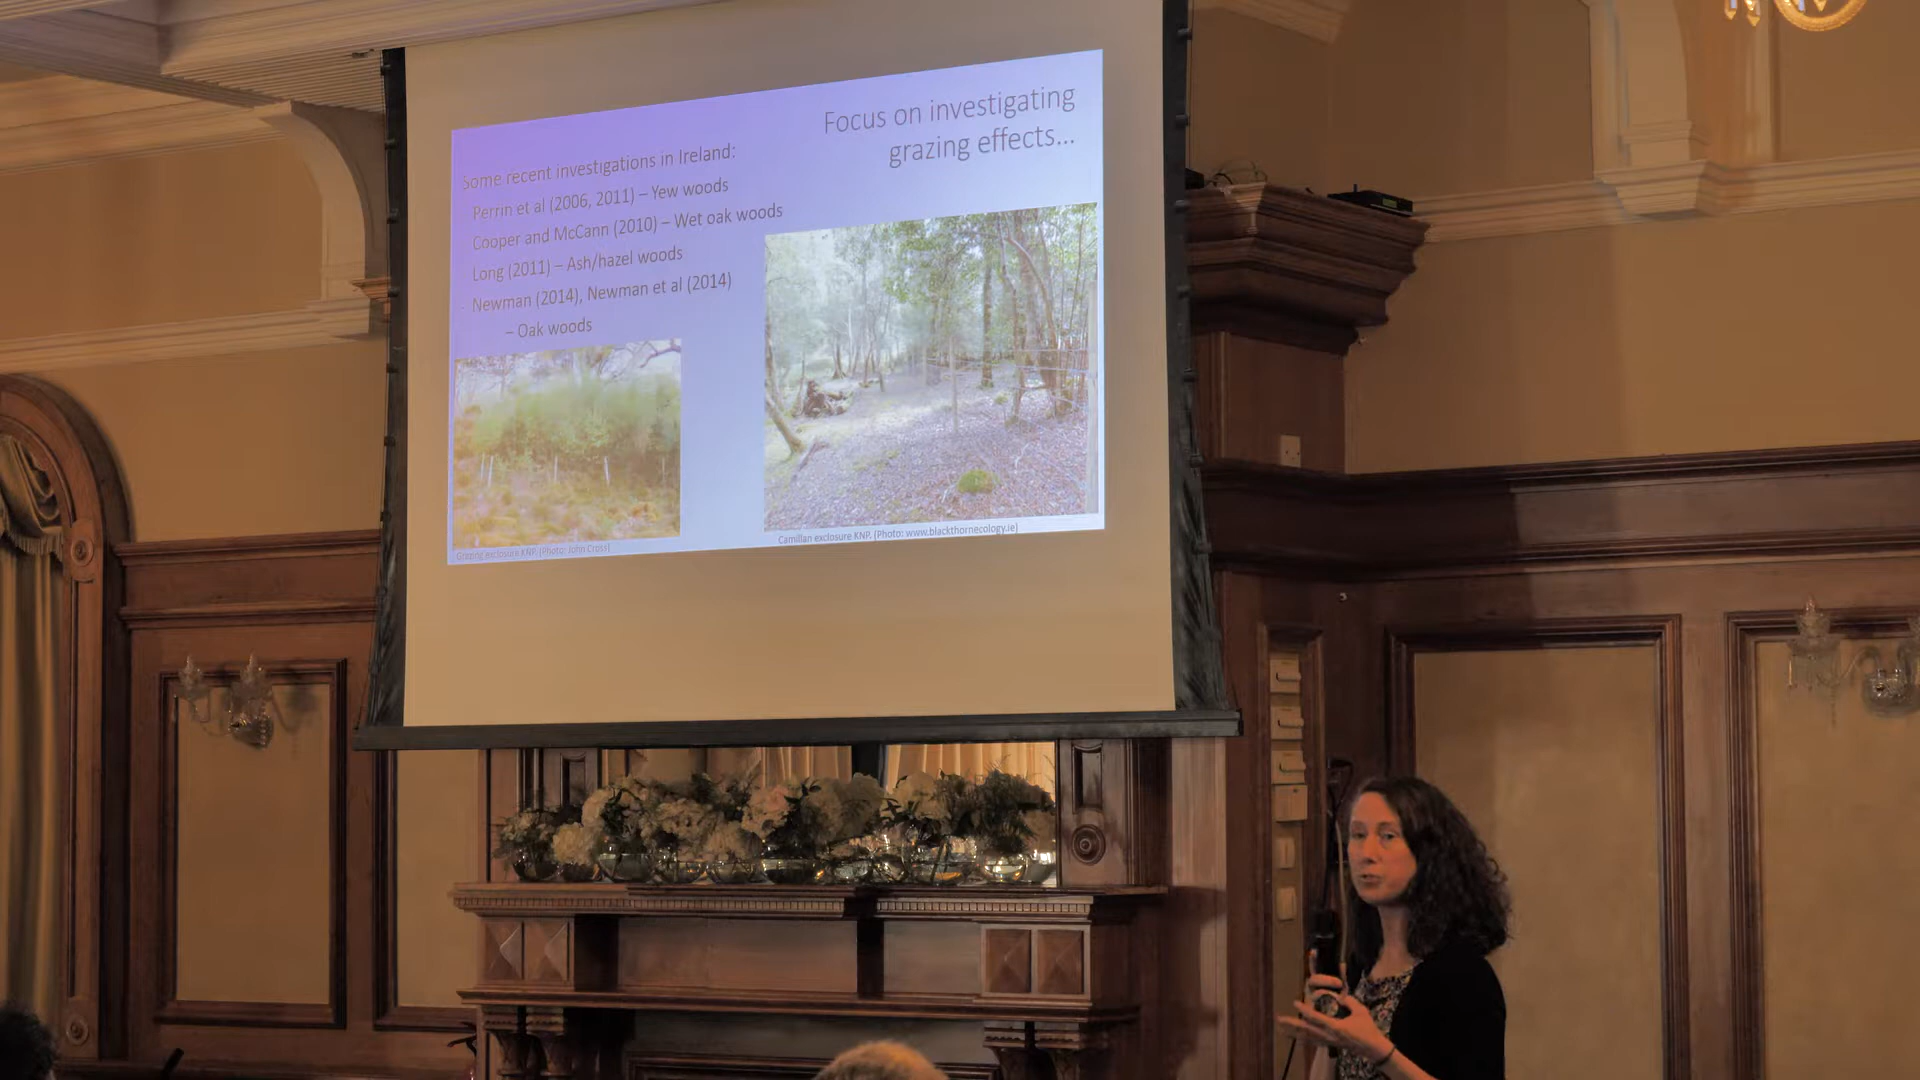 Focus on investigating
grazing effects...
Some recent investigations in Ireland:
Perrin et al (2006, 2011) – Yew woods
Cooper and McCann (2010) – Wet oak woods
Long (2011) – Ash/hazel woods
Newman (2014), Newman et al (2014)
– Oak woods
Grazing exclosure KNP, (Photo: John Cross)
Camillan exclosure KNP, (Photo: www.blackthornecology.ie)